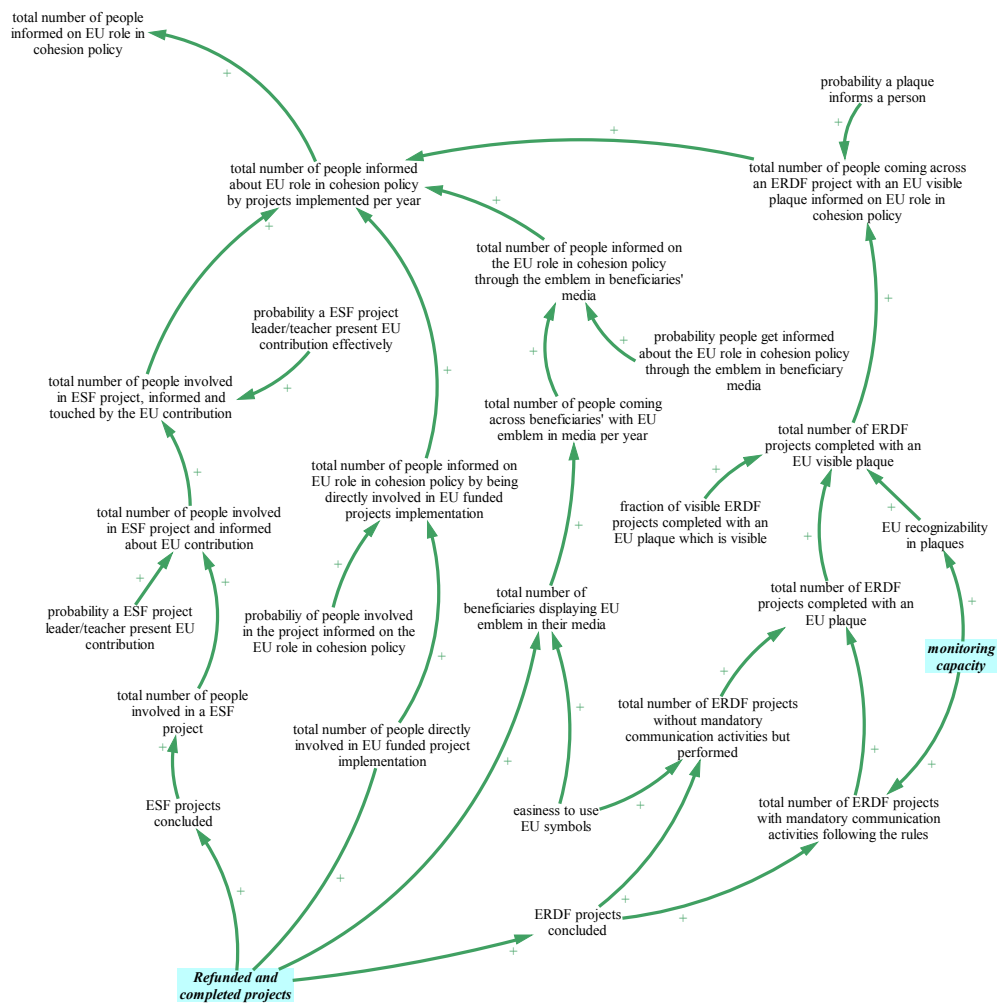 total number of people
informed on EU role in
cohesion policy
probability a plaque
informs a person
total number of people informed
about EU role in cohesion policy
by projects implemented per year
total number of people coming across
an ERDF project with an EU visible
plaque informed on EU role in
cohesion policy
total number of people informed on
the EU role in cohesion policy
through the emblem in beneficiaries'
media
probability a ESF project
leader/teacher present EU
contribution effectively
probability people get informed
about the EU role in cohesion policy
through the emblem in beneficiary
media
total number of people involved
in ESF project, informed and
touched by the EU contribution
total number of people coming
across beneficiaries' with EU
emblem in media per year
total number of ERDF
projects completed with an
EU visible plaque
total number of people informed on
EU role in cohesion policy by being
directly involved in EU funded
projects implementation
fraction of visible ERDF
projects completed with an
EU plaque which is visible
EU recognizability
in plaques
total number of people involved
in ESF project and informed
about EU contribution
probability a ESF project
leader/teacher present EU
contribution
probabiliy of people involved
in the project informed on the
EU role in cohesion policy
total number of
beneficiaries displaying EU
emblem in their media
total number of ERDF
projects completed with an
EU plaque
monitoring
capacity
total number of people
involved in a ESF
project
total number of people directly
involved in EU funded project
implementation
total number of ERDF projects
without mandatory
communication activities but
performed
ESF projects
concluded
easiness to use
EU symbols
total number of ERDF projects
with mandatory communication
activities following the rules
ERDF projects
concluded
Refunded and
completed projects